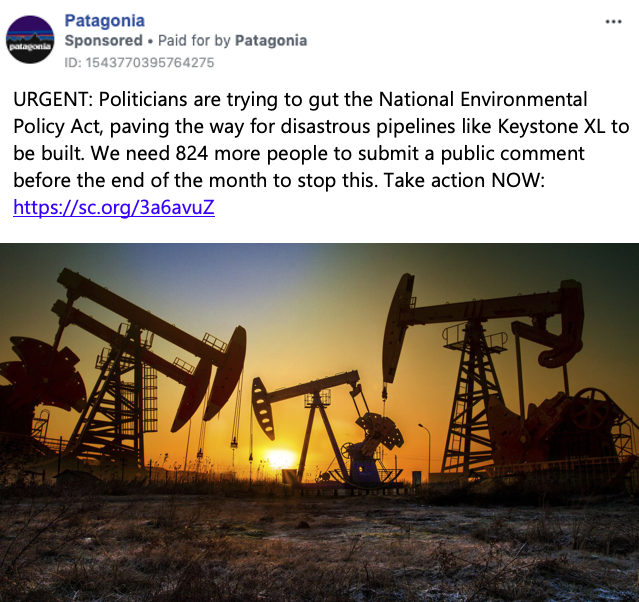 Patagonia
Sponsored • Paid for by Patagonia
patagonia
ID: 1543770395764275
URGENT: Politicians are trying to gut the National Environmental
Policy Act, paving the way for disastrous pipelines like Keystone XL to
be built. We need 824 more people to submit a public comment
before the end of the month to stop this. Take action NOW:
https://sc.org/3a6avuZ